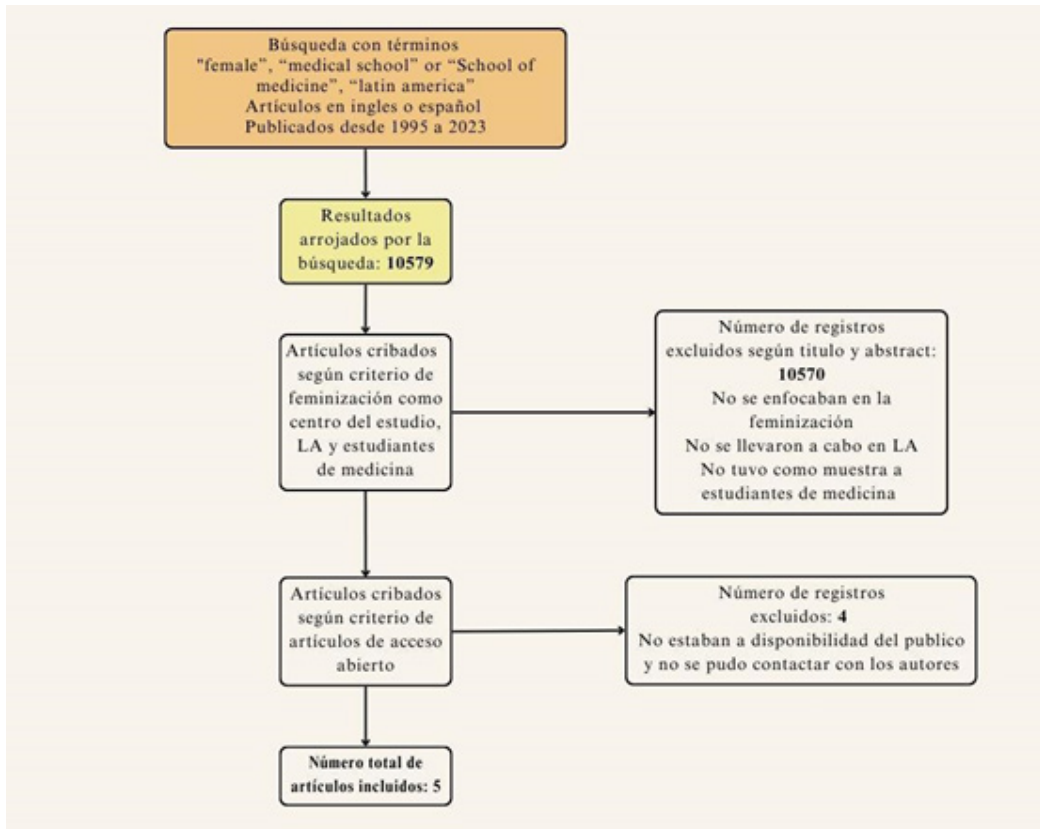 Búsqueda con términos
"female”, “medical school” or “School of
medicine”, “latin america”
Artículos en ingles o español
Publicados desde 1995 a 2023
Resultados
arrojados por la
búsqueda: 10579
Artículos cribados
según criterio de
feminización como
centro del estudio,
LA y estudiantes
de medicina
Número de registros
excluidos según titulo y abstract:
10570
No se enfocaban en la
feminización
No se llevaron a cabo en LA
No tuvo como muestra a
estudiantes de medicina
Artículos cribados
según criterio de
artículos de acceso
abierto
Número de registros
excluidos: 4
No estaban a disponibilidad del publico
y no se pudo contactar con los autores
Número total de
artículos incluidos: 5